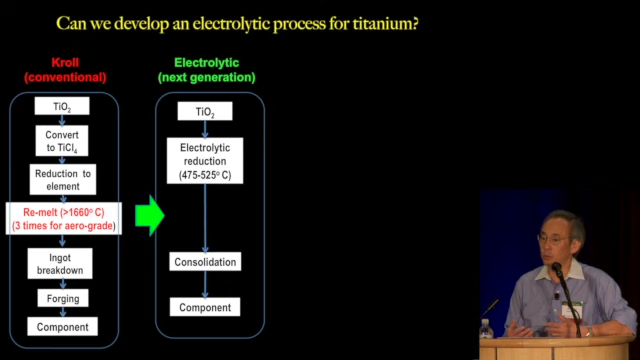 Can we develop an electrolytic process for titanium?
Kroll
(conventional)
TiO2
Convert
to TiCl4
Reduction to
element
Re-melt (>1660° C)
(3 times for aero-grade)
Ingot
breakdown
Forging
Component
Electrolytic
(next generation)
TiO2
Electrolytic
reduction
(475-525° C)
Consolidation
Component